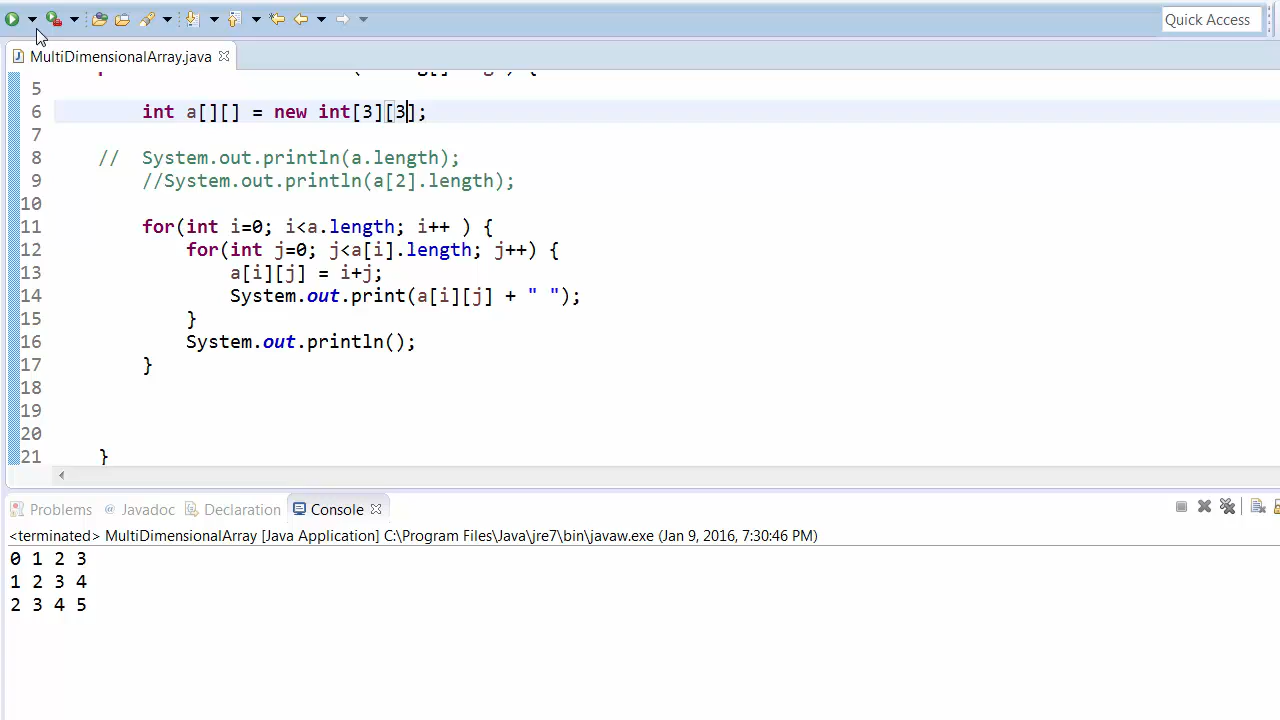 Quick Access
MultiDimensionalArray.java
5
6 int a[][] = new int[3][3];
7
8 // System.out.println(a.length);
9 //System.out.println(a[2].length);
10
11 for(int i=0; i<a.length; i++ ) {
12 for(int j=0; j<a[i].length; j++) {
13 a[i][j] = i+j;
14 System.out.print(a[i][j] + " ");
15 }
16 System.out.println();
17 }
18
19
20
21 }
Problems @ Javadoc Declaration Console
<terminated> MultiDimensionalArray [Java Application] C:\Program Files\Java\jre7\bin\javaw.exe (Jan 9, 2016, 7:30:46 PM)
0 1 2 3
1 2 3 4
2 3 4 5